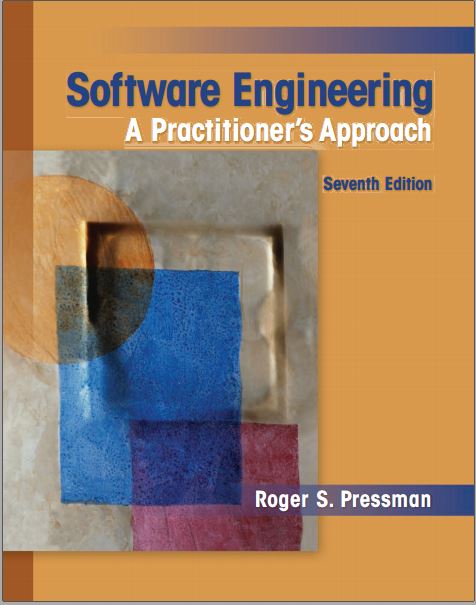 Software Engineering
A Practitioner's Approach
Seventh Edition
Roger S. Pressman